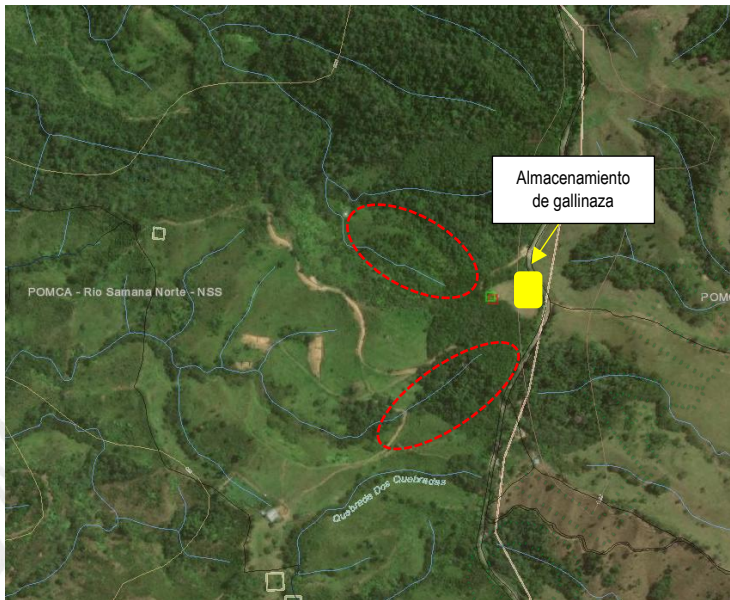 Almacenamiento
de gallinaza
POMCA - Rio Samana Norte - NSS
POMC
Quebrada Dos Quebradas